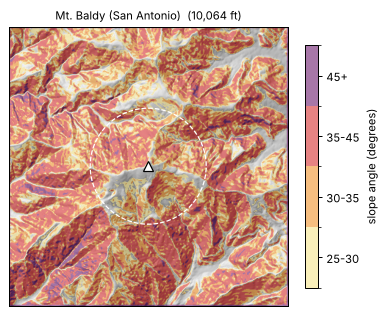 Mt. Baldy (San Antonio)  (10,064 ft)
45+
35-45
30-35
25-30
slope angle (degrees)